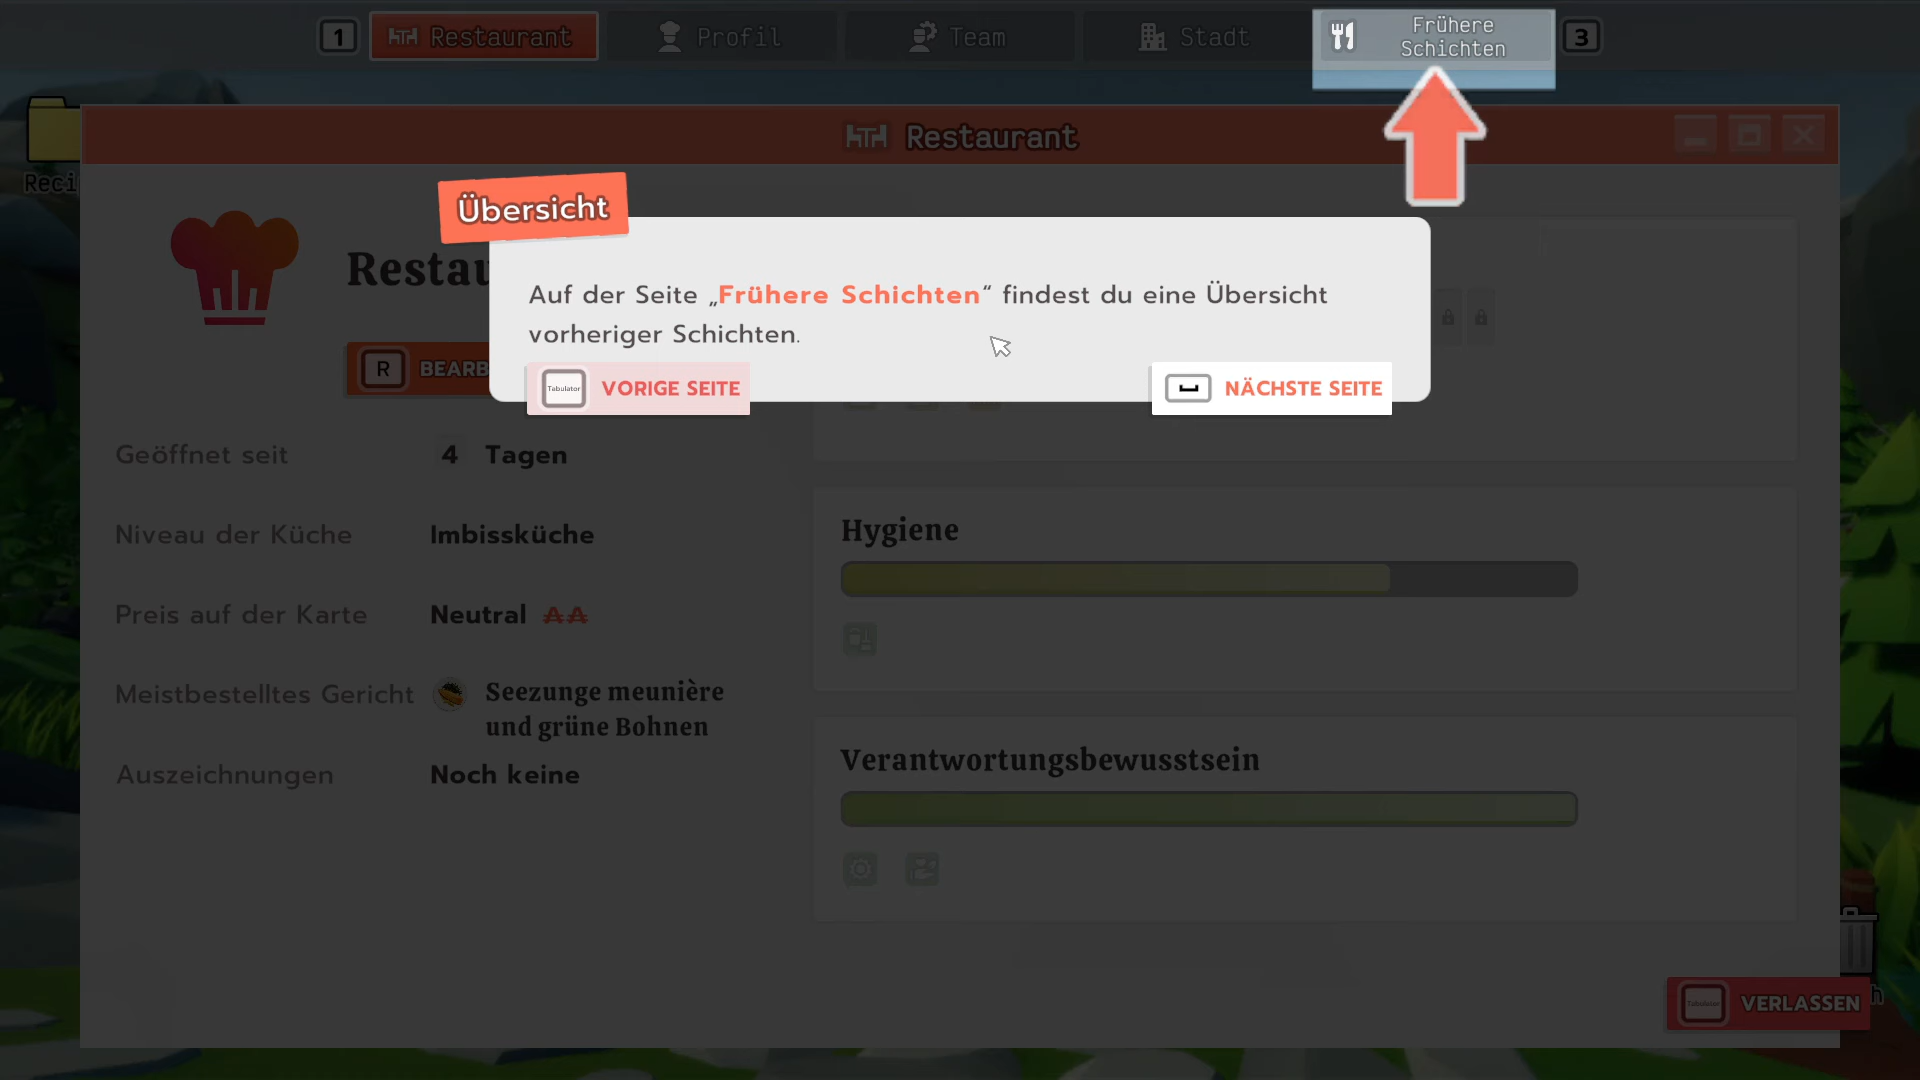 1
Restaurant
Profil
Team
Stadt
Frühere
Schichten
3
Restaurant
Reci
Übersicht
Auf der Seite „Frühere Schichten“ findest du eine Übersicht
vorheriger Schichten.
Tabulator
VORIGE SEITE
NÄCHSTE SEITE
Restau
R
BEARB
Geöffnet seit
4 Tagen
Niveau der Küche
Imbissküche
Preis auf der Karte
Neutral
Meistbestelltes Gericht
Seezunge meunière
und grüne Bohnen
Auszeichnungen
Noch keine
Hygiene
Verantwortungsbewusstsein
Tabulator
VERLASSEN
h